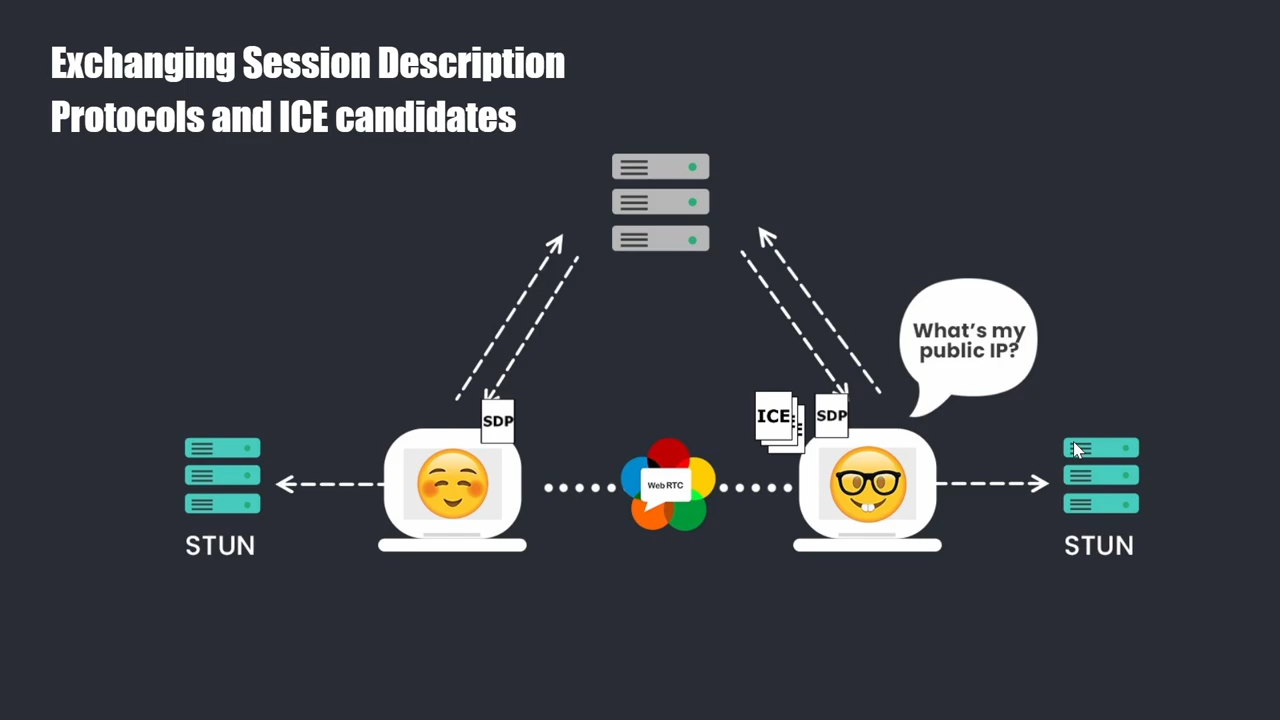 Exchanging Session Description
Protocols and ICE candidates
What's my
public IP?
SDP
ICE
SDP
Web RTC
STUN
STUN